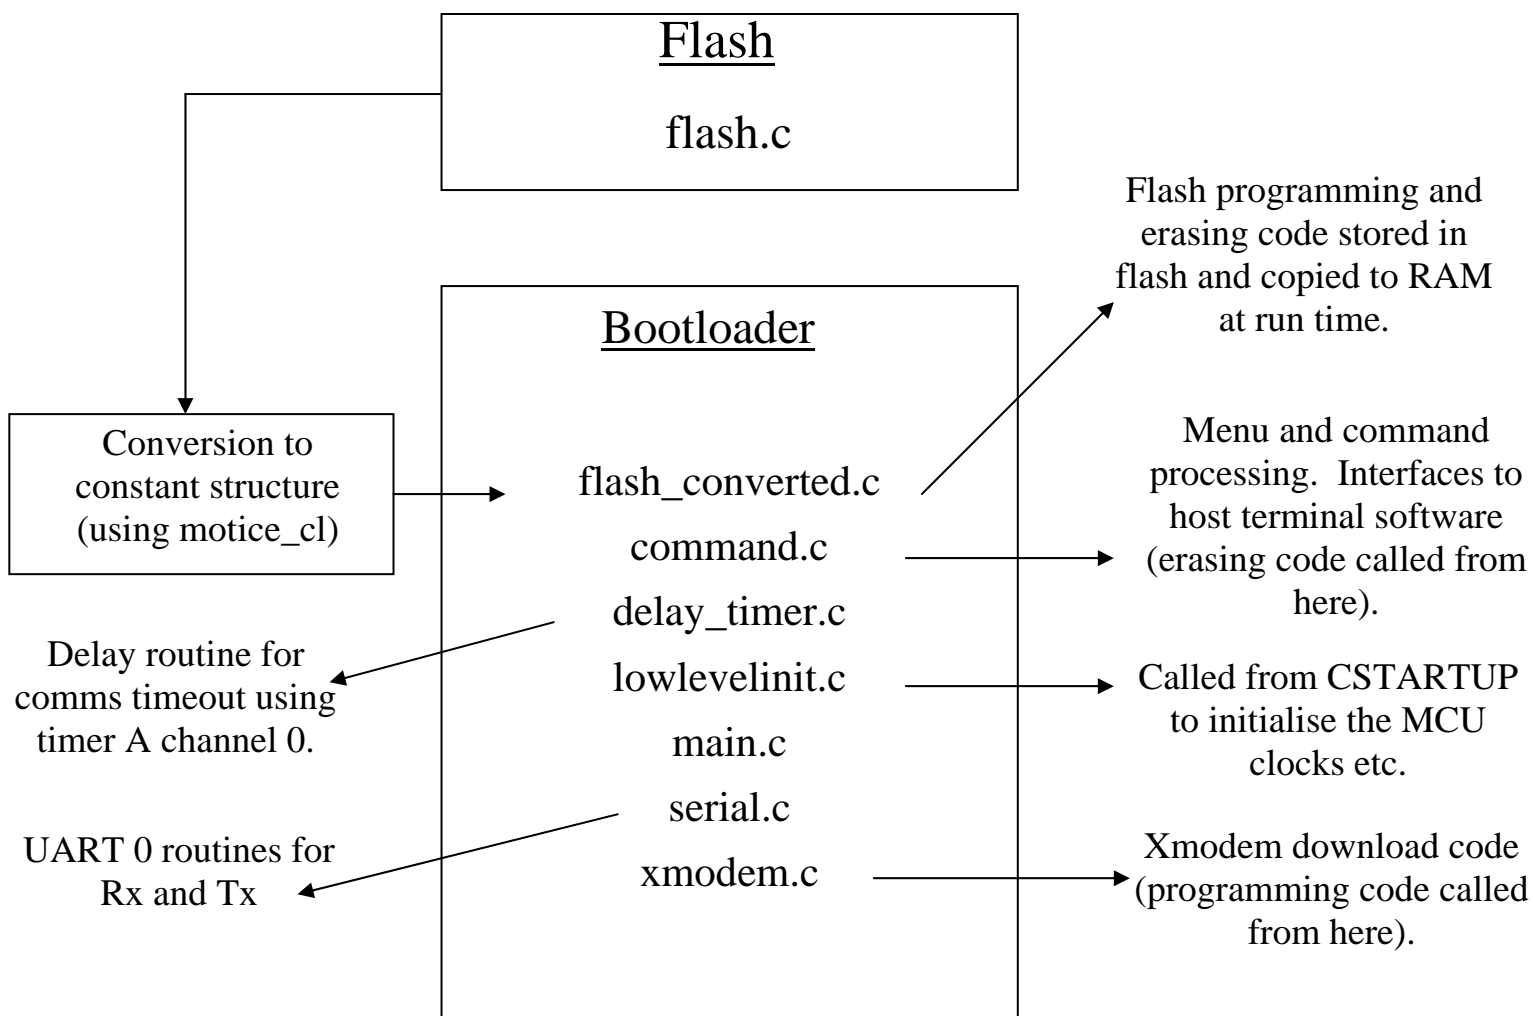 Flash
flash.c
Flash programming and
erasing code stored in
flash and copied to RAM
at run time.
Bootloader
Conversion to
constant structure
(using motice_cl)
flash_converted.c
command.c
delay_timer.c
lowlevelinit.c
main.c
serial.c
xmodem.c
Menu and command
processing.  Interfaces to
host terminal software
(erasing code called from
here).
Delay routine for
comms timeout using
timer A channel 0.
Called from CSTARTUP
to initialise the MCU
clocks etc.
UART 0 routines for
Rx and Tx
Xmodem download code
(programming code called
from here).